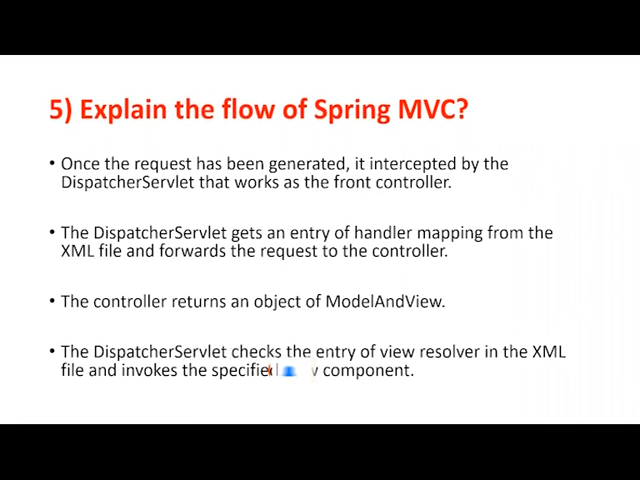 5) Explain the flow of Spring MVC?
• Once the request has been generated, it intercepted by the
DispatcherServlet that works as the front controller.
• The DispatcherServlet gets an entry of handler mapping from the
XML file and forwards the request to the controller.
• The controller returns an object of ModelAndView.
• The DispatcherServlet checks the entry of view resolver in the XML
file and invokes the specified component.